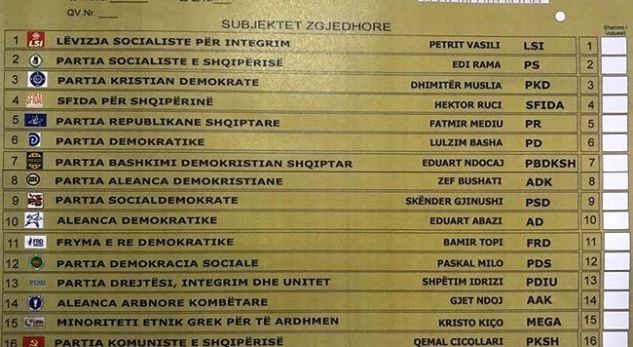 QV Nr.
SUBJEKTET ZGJEDHORE
Shenimi i Votuesit
1 LSI LËVIZJA SOCIALISTE PËR INTEGRIM PETRIT VASILI LSI 1
2 PARTIA SOCIALISTE E SHQIPËRISË EDI RAMA PS 2
3 PARTIA KRISTIAN DEMOKRATE DHIMITËR MUSLIA PKD 3
4 SFIDA SFIDA PËR SHQIPËRINË HEKTOR RUCI SFIDA 4
5 PARTIA REPUBLIKANE SHQIPTARE FATMIR MEDIU PR 5
6 PARTIA DEMOKRATIKE LULZIM BASHA PD 6
7 PARTIA BASHKIMI DEMOKRISTIAN SHQIPTAR EDUART NDOCAJ PBDKSH 7
8 PARTIA ALEANCA DEMOKRISTIANE ZEF BUSHATI ADK 8
9 PARTIA SOCIALDEMOKRATE SKËNDER GJINUSHI PSD 9
10 ALEANCA DEMOKRATIKE EDUART ABAZI AD 10
11 FRD FRYMA E RE DEMOKRATIKE BAMIR TOPI FRD 11
12 PARTIA DEMOKRACIA SOCIALE PASKAL MILO PDS 12
13 PDIU PARTIA DREJTËSI, INTEGRIM DHE UNITET SHPËTIM IDRIZI PDIU 13
14 ALEANCA ARBNORE KOMBËTARE GJET NDOJ AAK 14
15 MINORITETI ETNIK GREK PËR TË ARDHMEN KRISTO KIÇO MEGA 15
16 PARTIA KOMUNISTE E SHQIPËRISË QEMAL CICOLLARI PKSH 16